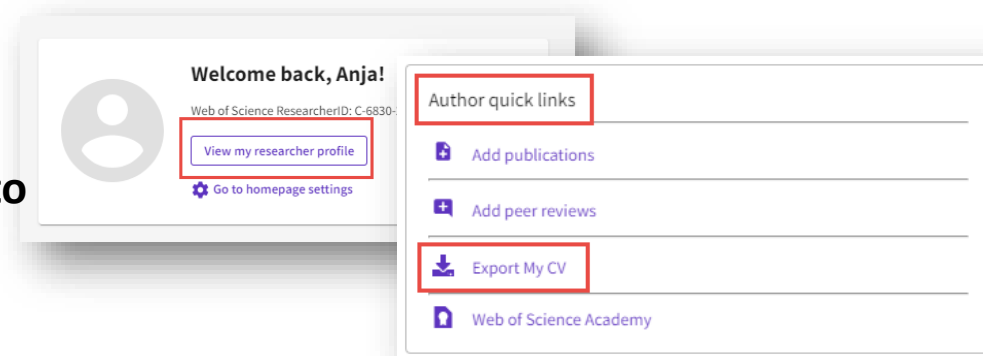 Welcome back, Anja!
Web of Science ResearcherID: C-6830-
View my researcher profile
to
Go to homepage settings
Author quick links
Add publications
Add peer reviews
Export My CV
Web of Science Academy